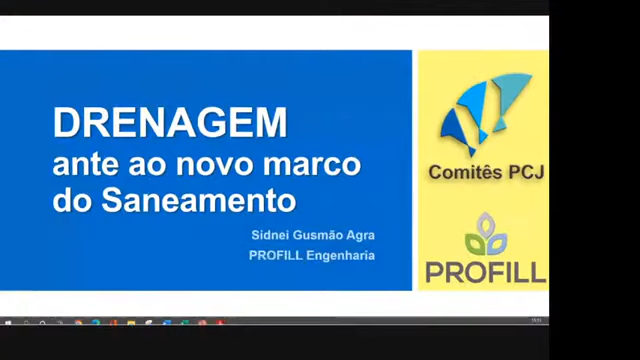 DRENAGEM
ante ao novo marco
do Saneamento
Sidnei Gusmão Agra
PROFILL Engenharia
Comitês PCJ
PROFILL